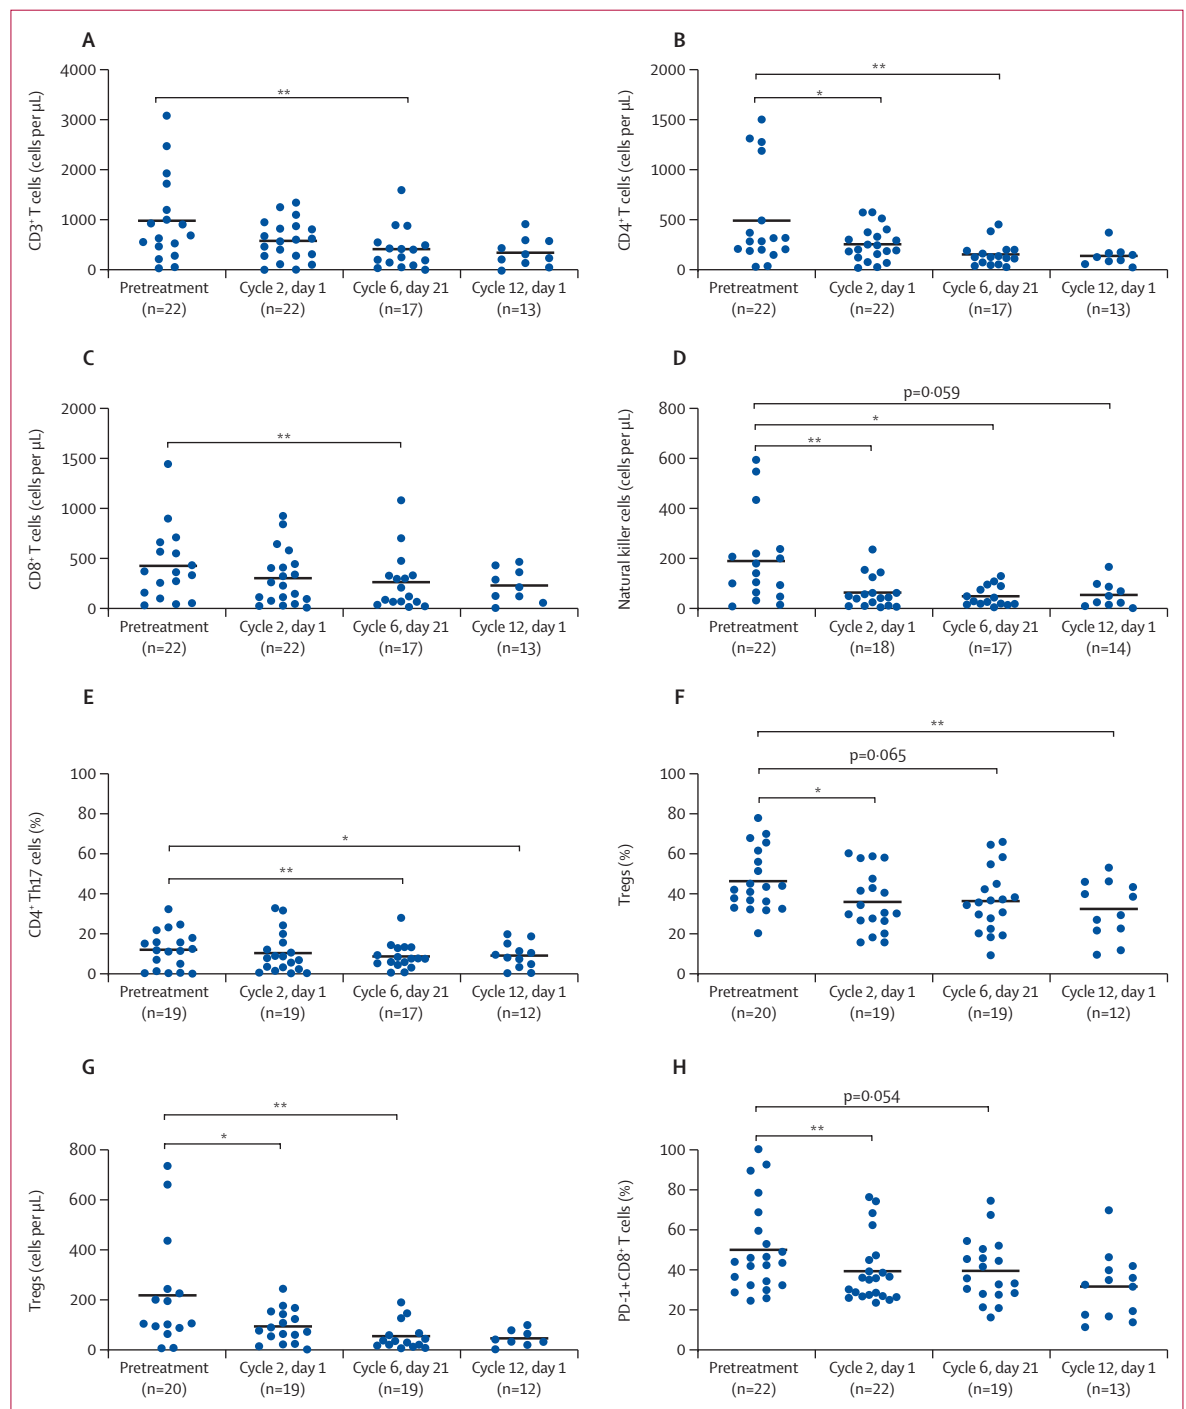 A
CD3⁺ T cells (cells per μL)
4000
3000
2000
1000
0
**
Pretreatment
(n=22)
Cycle 2, day 1
(n=22)
Cycle 6, day 21
(n=17)
Cycle 12, day 1
(n=13)
B
CD4⁺ T cells (cells per μL)
2000
1500
1000
500
0
**
*
Pretreatment
(n=22)
Cycle 2, day 1
(n=22)
Cycle 6, day 21
(n=17)
Cycle 12, day 1
(n=13)
C
CD8⁺ T cells (cells per μL)
2000
1500
1000
500
0
**
Pretreatment
(n=22)
Cycle 2, day 1
(n=22)
Cycle 6, day 21
(n=17)
Cycle 12, day 1
(n=13)
D
Natural killer cells (cells per μL)
800
600
400
200
0
p=0·059
*
**
Pretreatment
(n=22)
Cycle 2, day 1
(n=18)
Cycle 6, day 21
(n=17)
Cycle 12, day 1
(n=14)
E
CD4⁺ Th17 cells (%)
100
80
60
40
20
0
*
**
Pretreatment
(n=19)
Cycle 2, day 1
(n=19)
Cycle 6, day 21
(n=17)
Cycle 12, day 1
(n=12)
F
Tregs (%)
100
80
60
40
20
0
**
p=0·065
*
Pretreatment
(n=20)
Cycle 2, day 1
(n=19)
Cycle 6, day 21
(n=19)
Cycle 12, day 1
(n=12)
G
Tregs (cells per μL)
800
600
400
200
0
**
*
Pretreatment
(n=20)
Cycle 2, day 1
(n=19)
Cycle 6, day 21
(n=19)
Cycle 12, day 1
(n=12)
H
PD-1+CD8⁺ T cells (%)
100
80
60
40
20
0
p=0·054
**
Pretreatment
(n=22)
Cycle 2, day 1
(n=22)
Cycle 6, day 21
(n=19)
Cycle 12, day 1
(n=13)